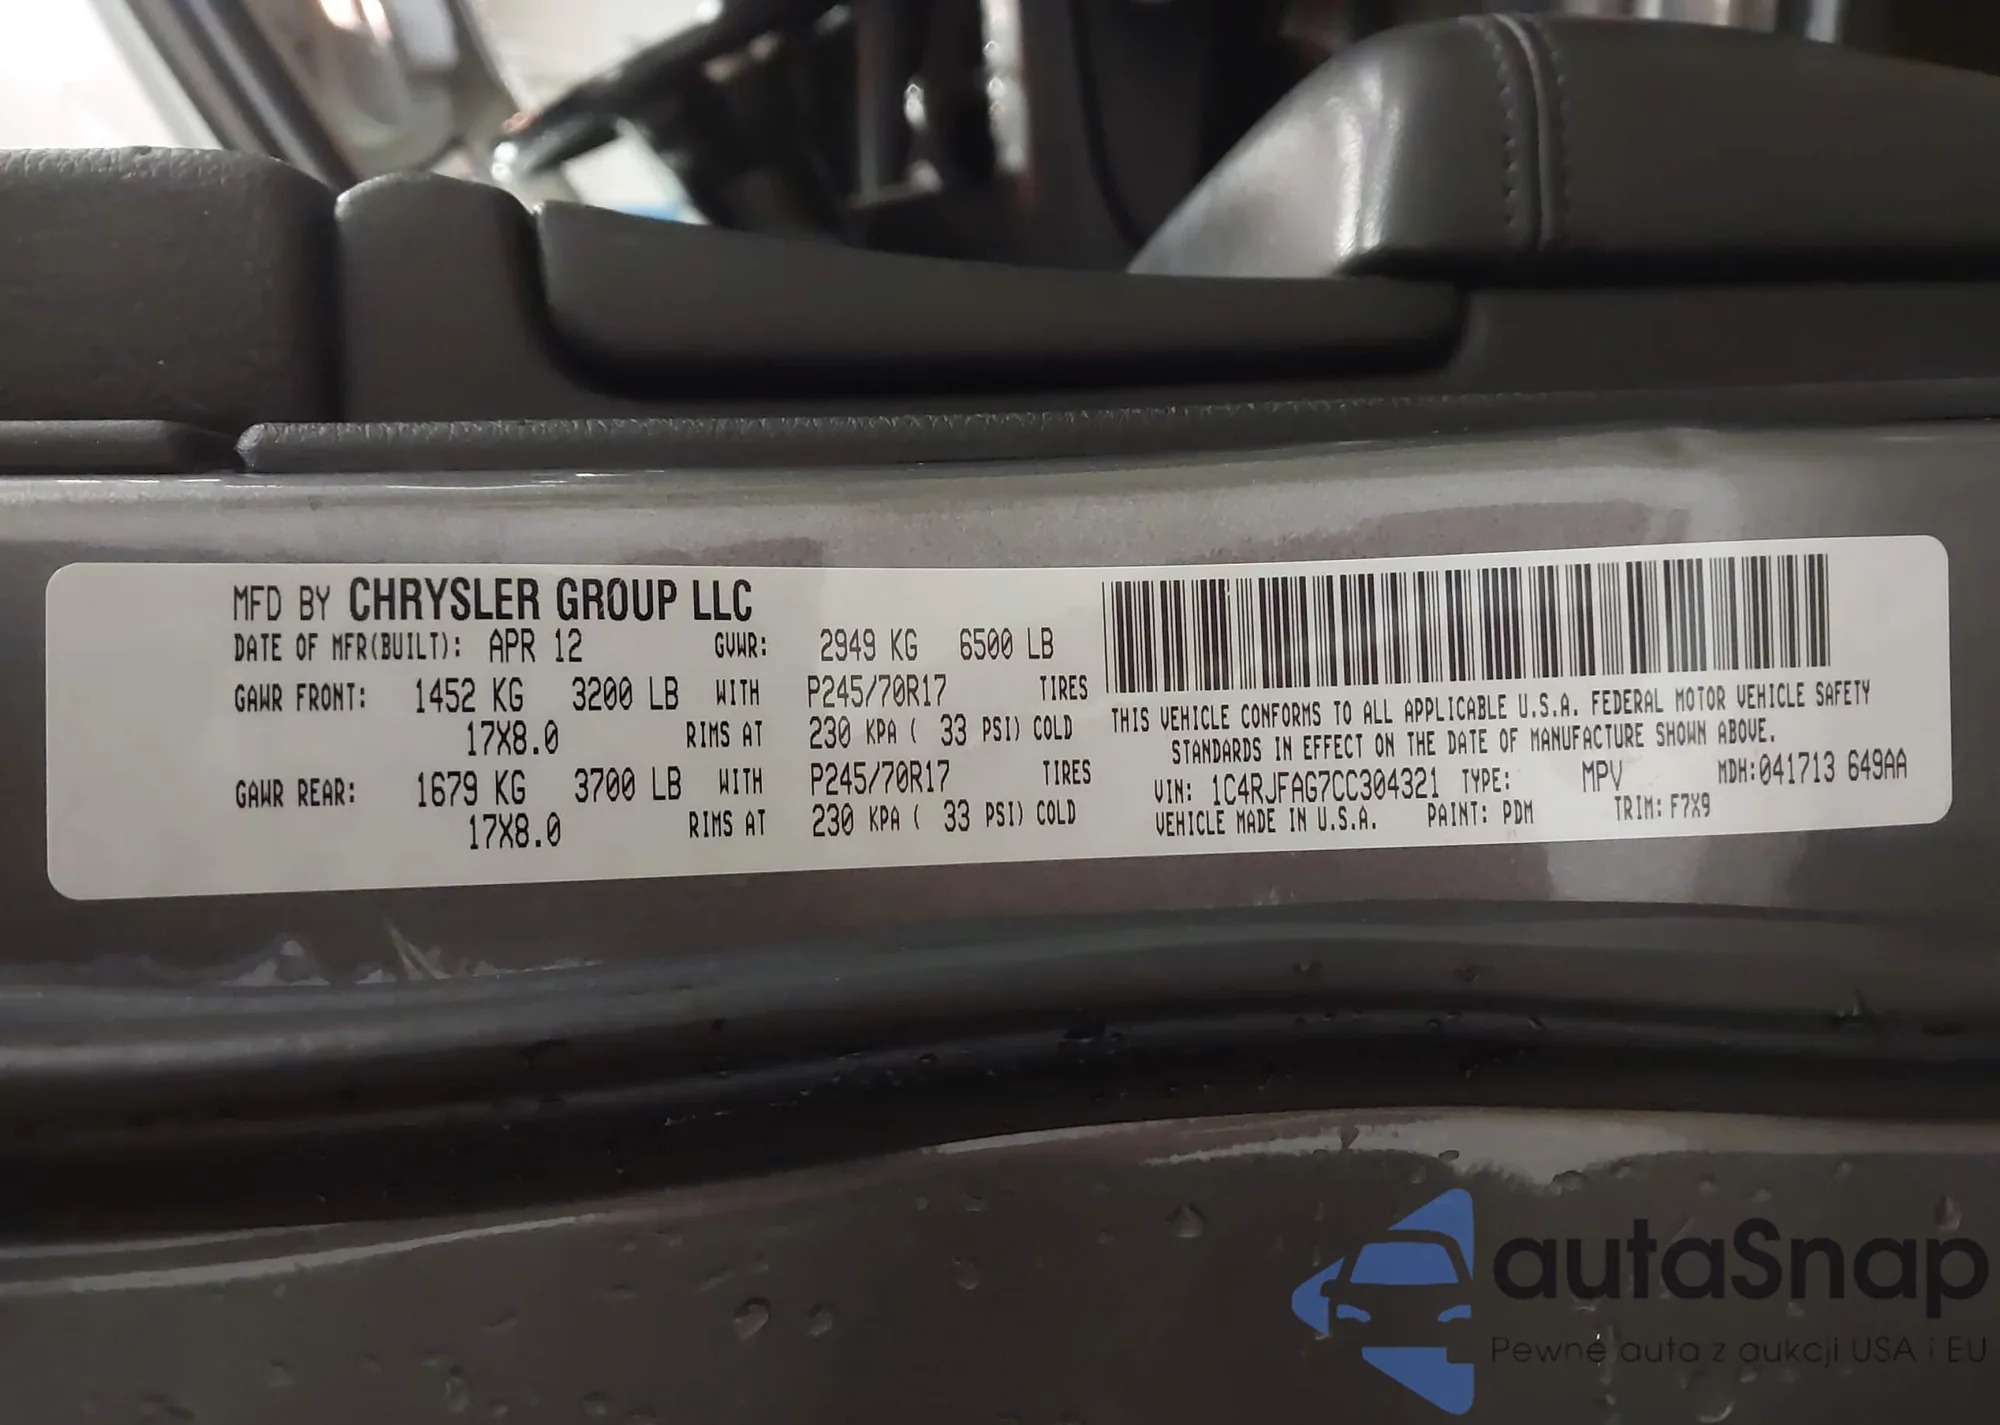 MFD BY CHRYSLER GROUP LLC
DATE OF MFR(BUILT): APR 12 GVWR: 2949 KG 6500 LB
GAWR FRONT: 1452 KG 3200 LB WITH P245/70R17 TIRES
17X8.0 RIMS AT 230 KPA ( 33 PSI) COLD
GAWR REAR: 1679 KG 3700 LB WITH P245/70R17 TIRES
17X8.0 RIMS AT 230 KPA ( 33 PSI) COLD
THIS VEHICLE CONFORMS TO ALL APPLICABLE U.S.A. FEDERAL MOTOR VEHICLE SAFETY
STANDARDS IN EFFECT ON THE DATE OF MANUFACTURE SHOWN ABOVE.
VIN: 1C4RJFAG7CC304321 TYPE: MPV MDH:041713 649AA
VEHICLE MADE IN U.S.A. PAINT: PDM TRIM: F7X9
autaSnap
Pewne auta z aukcji USA i EU